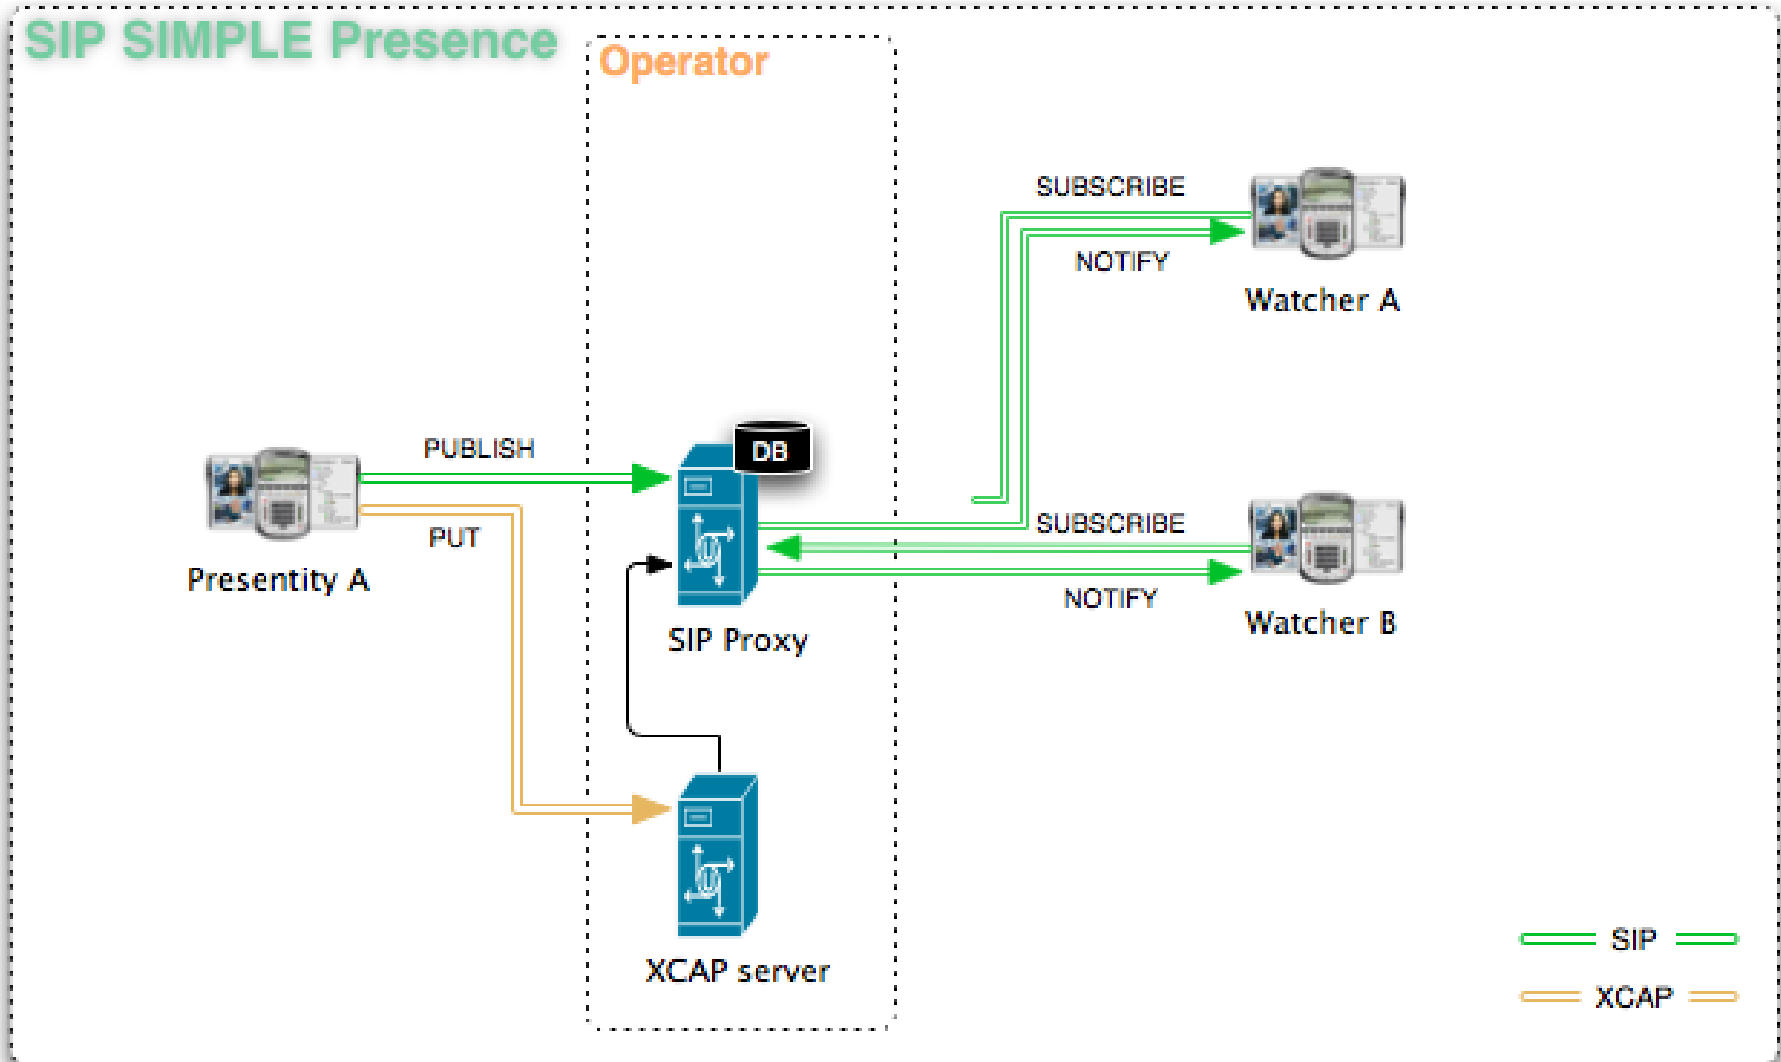 SIP SIMPLE Presence
Operator
SUBSCRIBE
NOTIFY
Watcher A
PUBLISH
DB
PUT
SUBSCRIBE
Presentity A
NOTIFY
SIP Proxy
Watcher B
XCAP server
SIP
XCAP